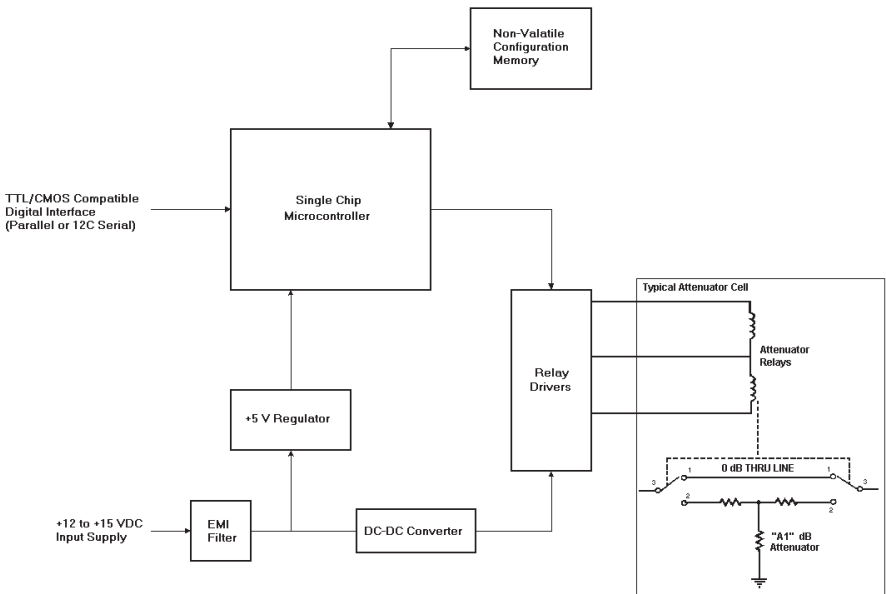 Non-Valatile
Configuration
Memory
TTL/CMOS Compatible
Digital Interface
(Parallel or 12C Serial)
Single Chip
Microcontroller
Typical Attenuator Cell
Attenuator
Relays
Relay
Drivers
+5 V Regulator
0 dB THRU LINE
3
1
1
3
2
2
"A1" dB
Attenuator
+12 to +15 VDC
Input Supply
EMI
Filter
DC-DC Converter